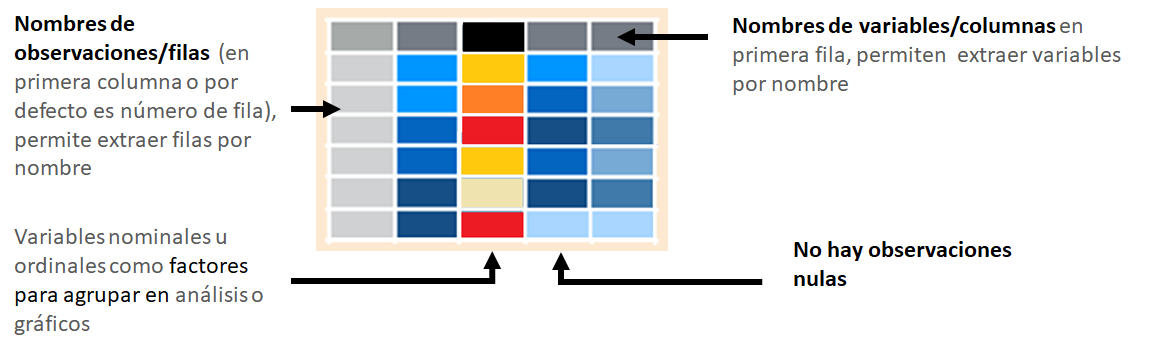 Nombres de
observaciones/filas (en
primera columna o por
defecto es número de fila),
permite extraer filas por
nombre
Nombres de variables/columnas en
primera fila, permiten extraer variables
por nombre
Variables nominales u
ordinales como factores
para agrupar en análisis o
gráficos
No hay observaciones
nulas